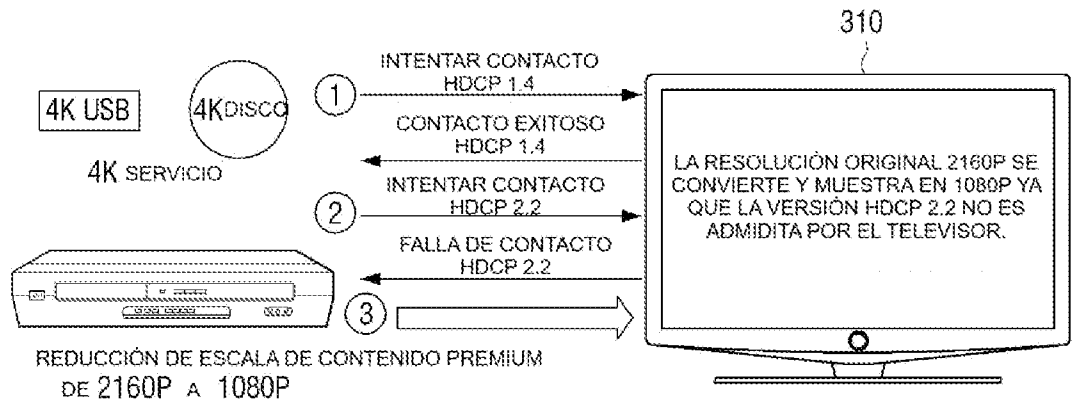 310
4K USB
4K DISCO
4K SERVICIO
1
INTENTAR CONTACTO
HDCP 1.4
CONTACTO EXITOSO
HDCP 1.4
2
INTENTAR CONTACTO
HDCP 2.2
FALLA DE CONTACTO
HDCP 2.2
3
LA RESOLUCIÓN ORIGINAL 2160P SE
CONVIERTE Y MUESTRA EN 1080P YA
QUE LA VERSIÓN HDCP 2.2 NO ES
ADMIDITA POR EL TELEVISOR.
REDUCCIÓN DE ESCALA DE CONTENIDO PREMIUM
DE 2160P A 1080P